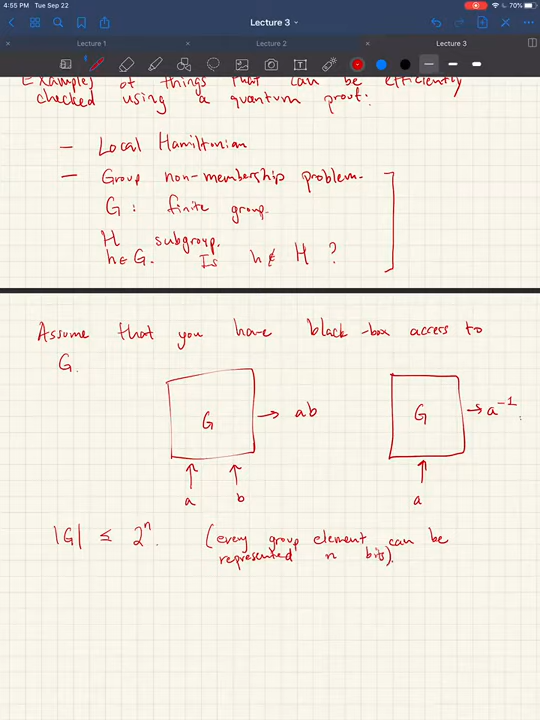 4:55 PM Tue Sep 22
70%
Lecture 3
Lecture 1
Lecture 2
Lecture 3
Examples of things that can be efficiently
checked using a quantum proof:
- Local Hamiltonian
- Group non-membership problem.
G : finite group.
H subgroup.
h ∈ G. Is h ∉ H ?
Assume that you have black-box access to
G.
G → ab
a b
G → a⁻¹
a
|G| ≤ 2ⁿ. (every group element can be
represented n bits).